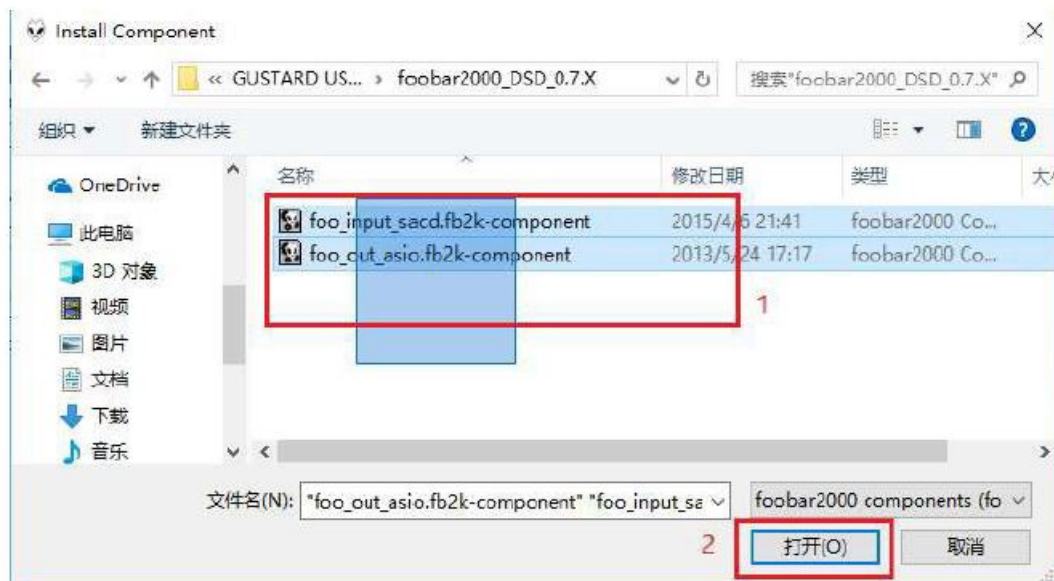 Install Component
« GUSTARD US... › foobar2000_DSD_0.7.X 搜索"foobar2000_DSD_0.7.X"
组织 新建文件夹
名称 修改日期 类型 大小
OneDrive
foo_input_sacd.fb2k-component 2015/4/6 21:41 foobar2000 Co...
此电脑
foo_out_asio.fb2k-component 2013/5/24 17:17 foobar2000 Co...
3D 对象
视频
1
图片
文档
下载
音乐
文件名(N): "foo_out_asio.fb2k-component" "foo_input_sa foobar2000 components (fo
2 打开(O) 取消